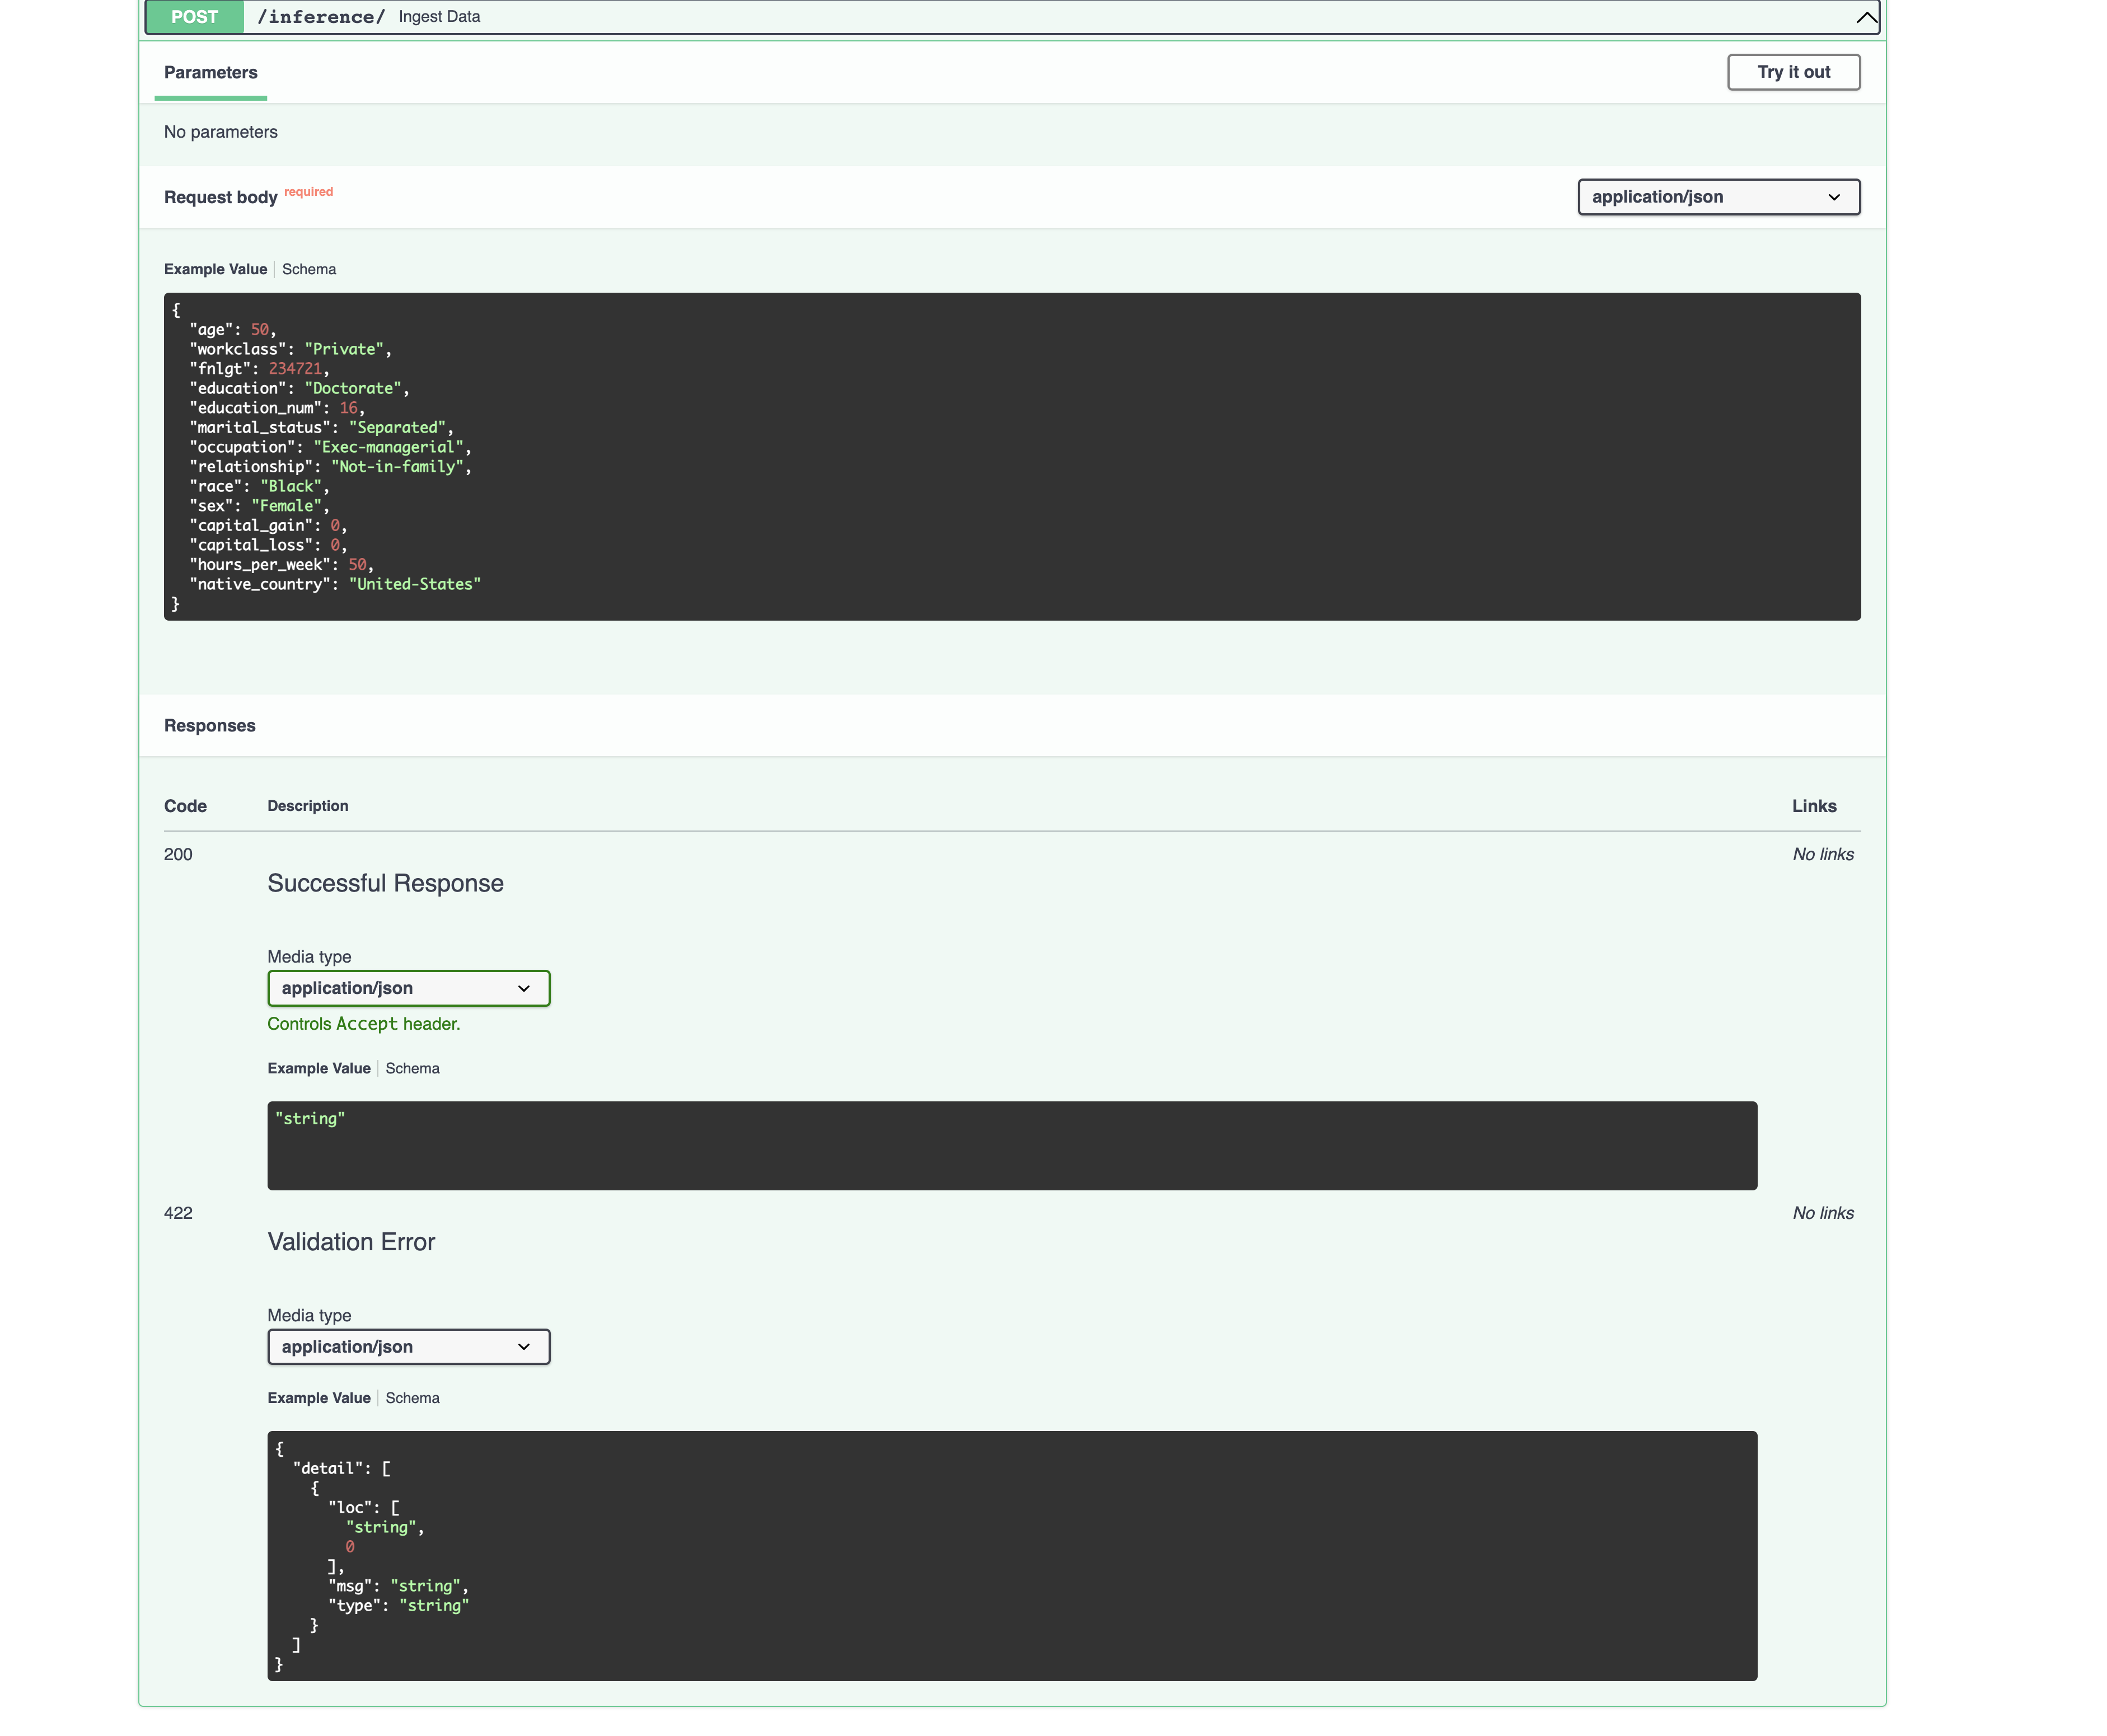 POST /inference/ Ingest Data
Parameters
Try it out
No parameters
Request body required
application/json
Example Value Schema
{
  "age": 50,
  "workclass": "Private",
  "fnlgt": 234721,
  "education": "Doctorate",
  "education_num": 16,
  "marital_status": "Separated",
  "occupation": "Exec-managerial",
  "relationship": "Not-in-family",
  "race": "Black",
  "sex": "Female",
  "capital_gain": 0,
  "capital_loss": 0,
  "hours_per_week": 50,
  "native_country": "United-States"
}
Responses
Code Description Links
200 No links
Successful Response
Media type
application/json
Controls Accept header.
Example Value Schema
"string"
422 No links
Validation Error
Media type
application/json
Example Value Schema
{
  "detail": [
    {
      "loc": [
        "string",
        0
      ],
      "msg": "string",
      "type": "string"
    }
  ]
}